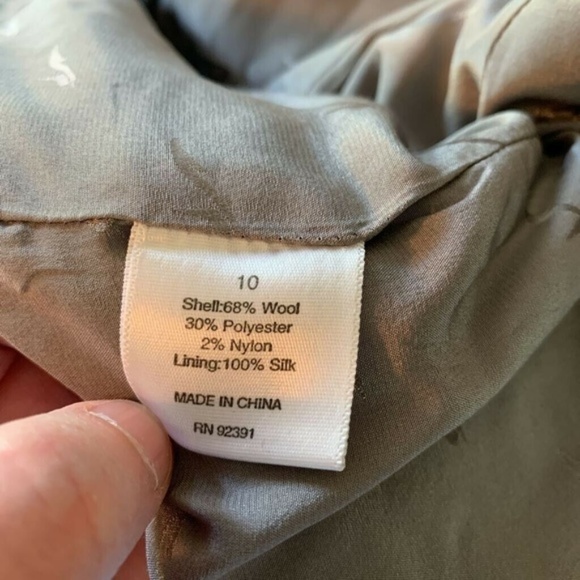 10
Shell:68% Wool
30% Polyester
2% Nylon
Lining:100% Silk
MADE IN CHINA
RN 92391